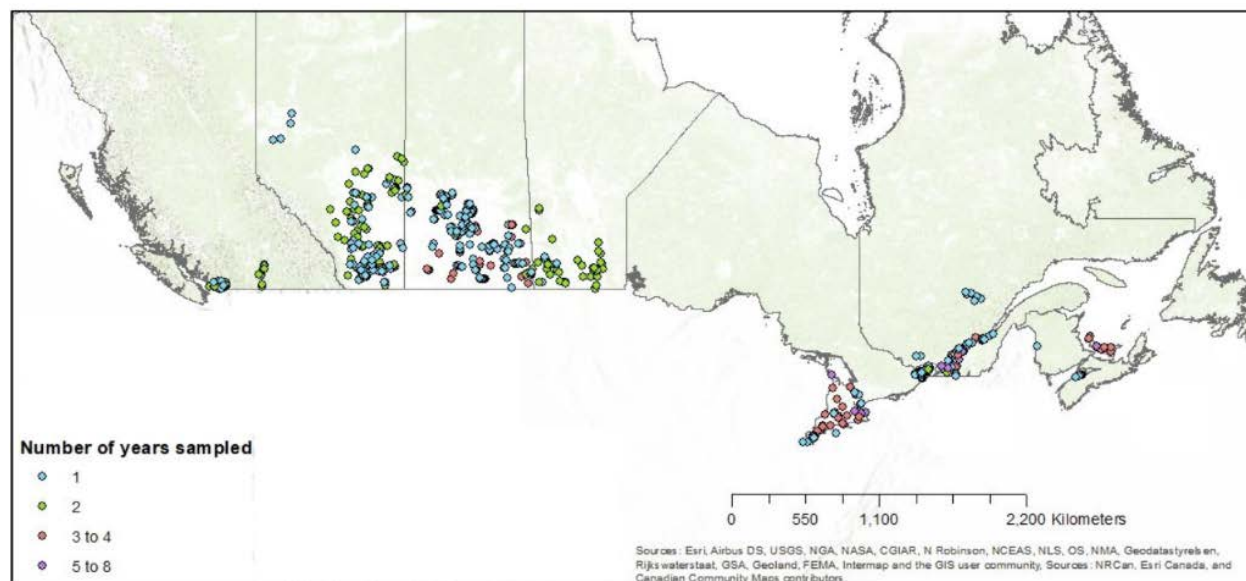 Number of years sampled
1
2
3 to 4
5 to 8
0 550 1,100 2,200 Kilometers
Sources: Esri, Airbus DS, USGS, NGA, NASA, CGIAR, N Robinson, NCEAS, NLS, OS, NMA, Geodatastyrelsen,
Rijkswaterstaat, GSA, Geoland, FEMA, Intermap and the GIS user community, Sources: NRCan, Esri Canada, and
Canadian Community Maps contributors